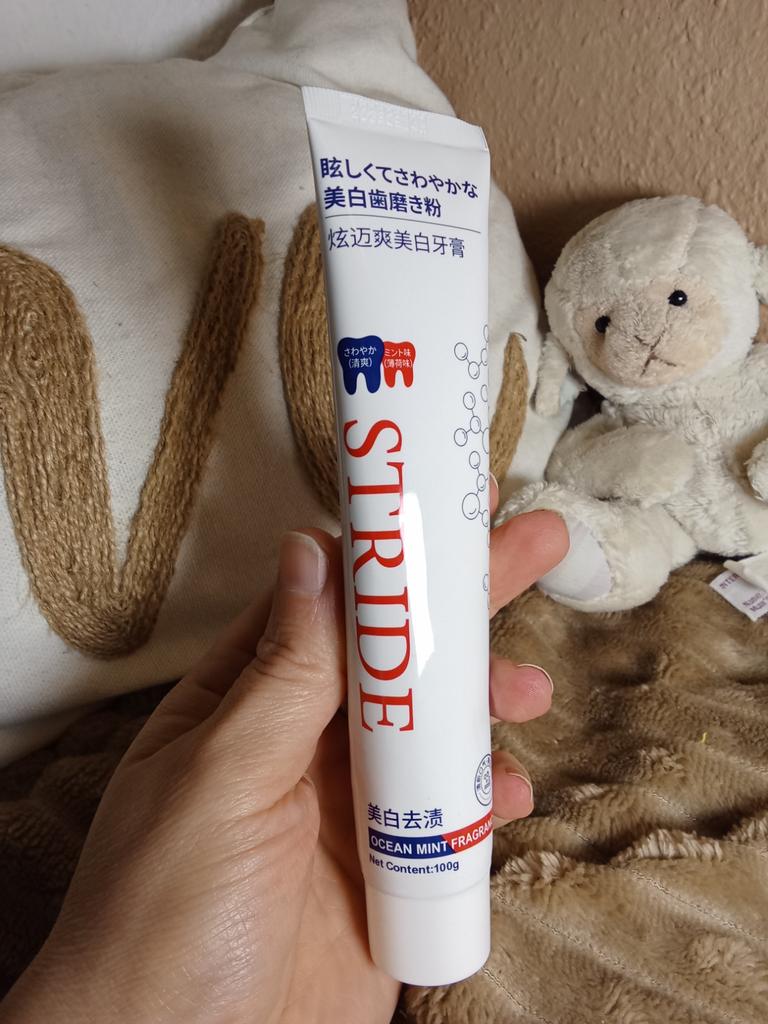 眩しくてさわやかな
美白歯磨き粉
炫迈爽美白牙膏
さわやか
(清爽)
ミント味
(薄荷味)
STRIDE
美白去渍
OCEAN MINT FRAGRAN
Net Content:100g